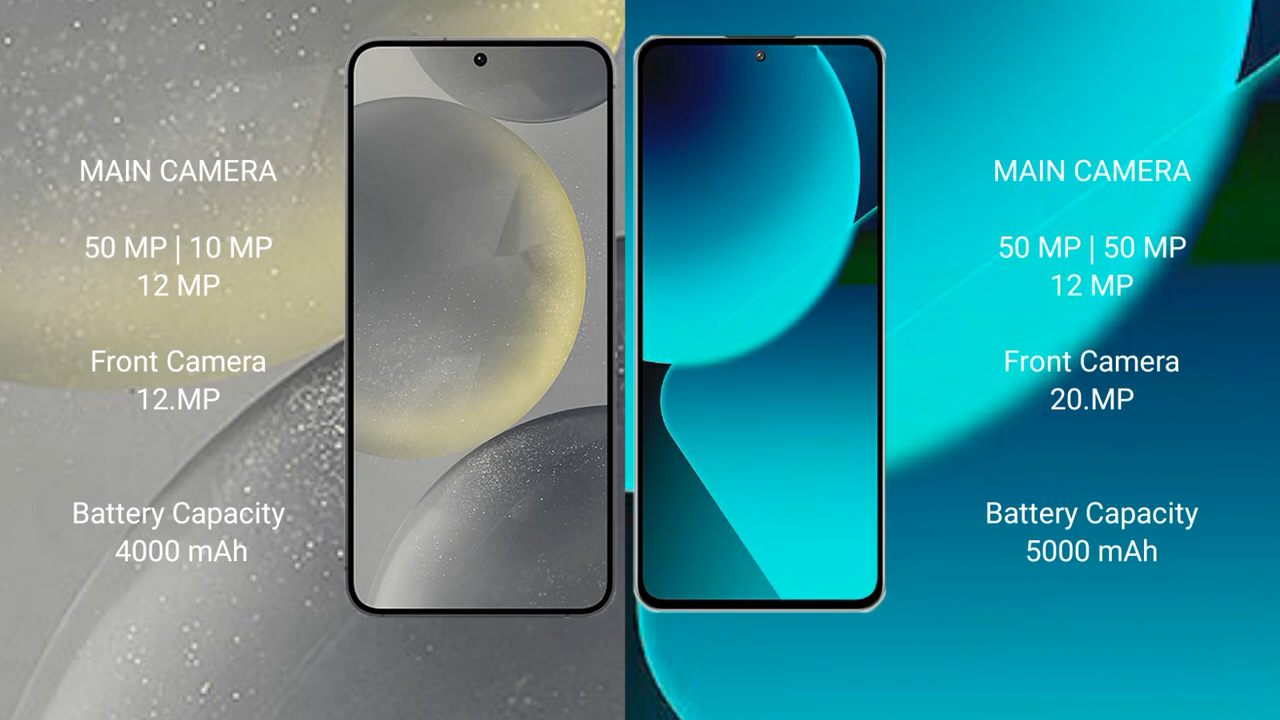 MAIN CAMERA
50 MP | 10 MP
12 MP
Front Camera
12.MP
Battery Capacity
4000 mAh
MAIN CAMERA
50 MP | 50 MP
12 MP
Front Camera
20.MP
Battery Capacity
5000 mAh